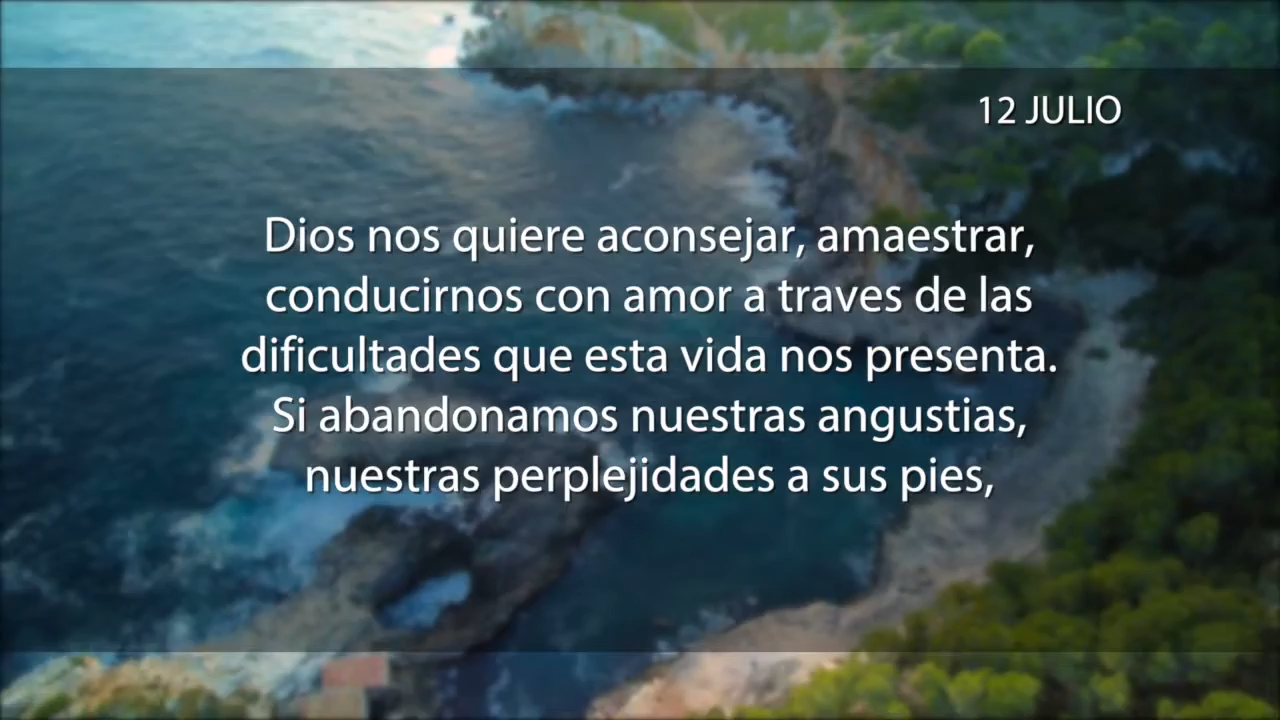 12 JULIO
Dios nos quiere aconsejar, amaestrar,
conducirnos con amor a traves de las
dificultades que esta vida nos presenta.
Si abandonamos nuestras angustias,
nuestras perplejidades a sus pies,